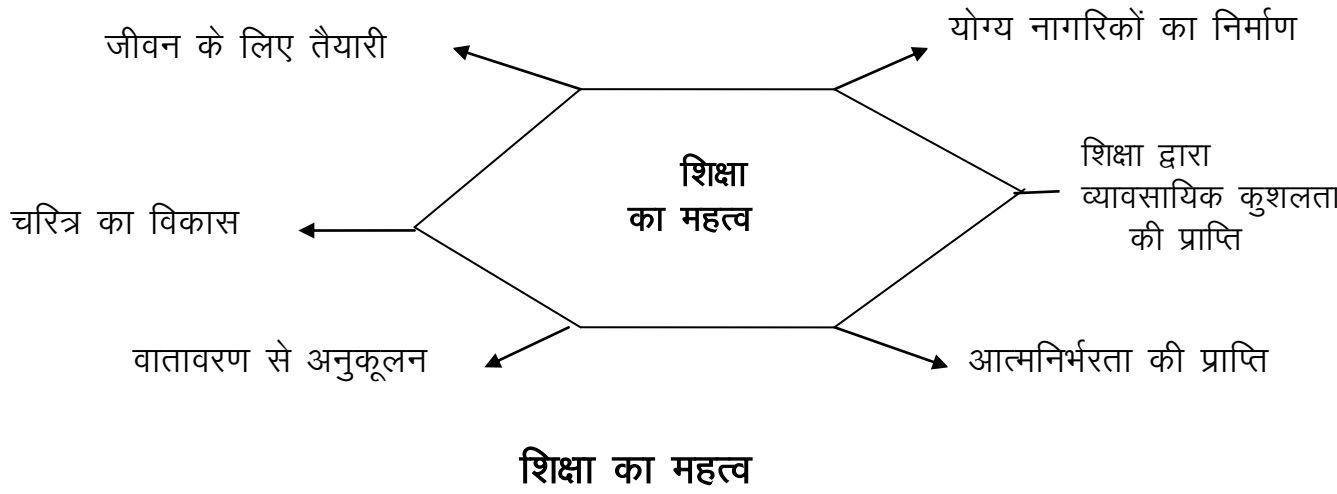 योग्य नागरिकों का निर्माण
जीवन के लिए तैयारी
शिक्षा
का महत्व
शिक्षा द्वारा
व्यावसायिक कुशलता
की प्राप्ति
चरित्र का विकास
वातावरण से अनुकूलन
आत्मनिर्भरता की प्राप्ति
शिक्षा का महत्व